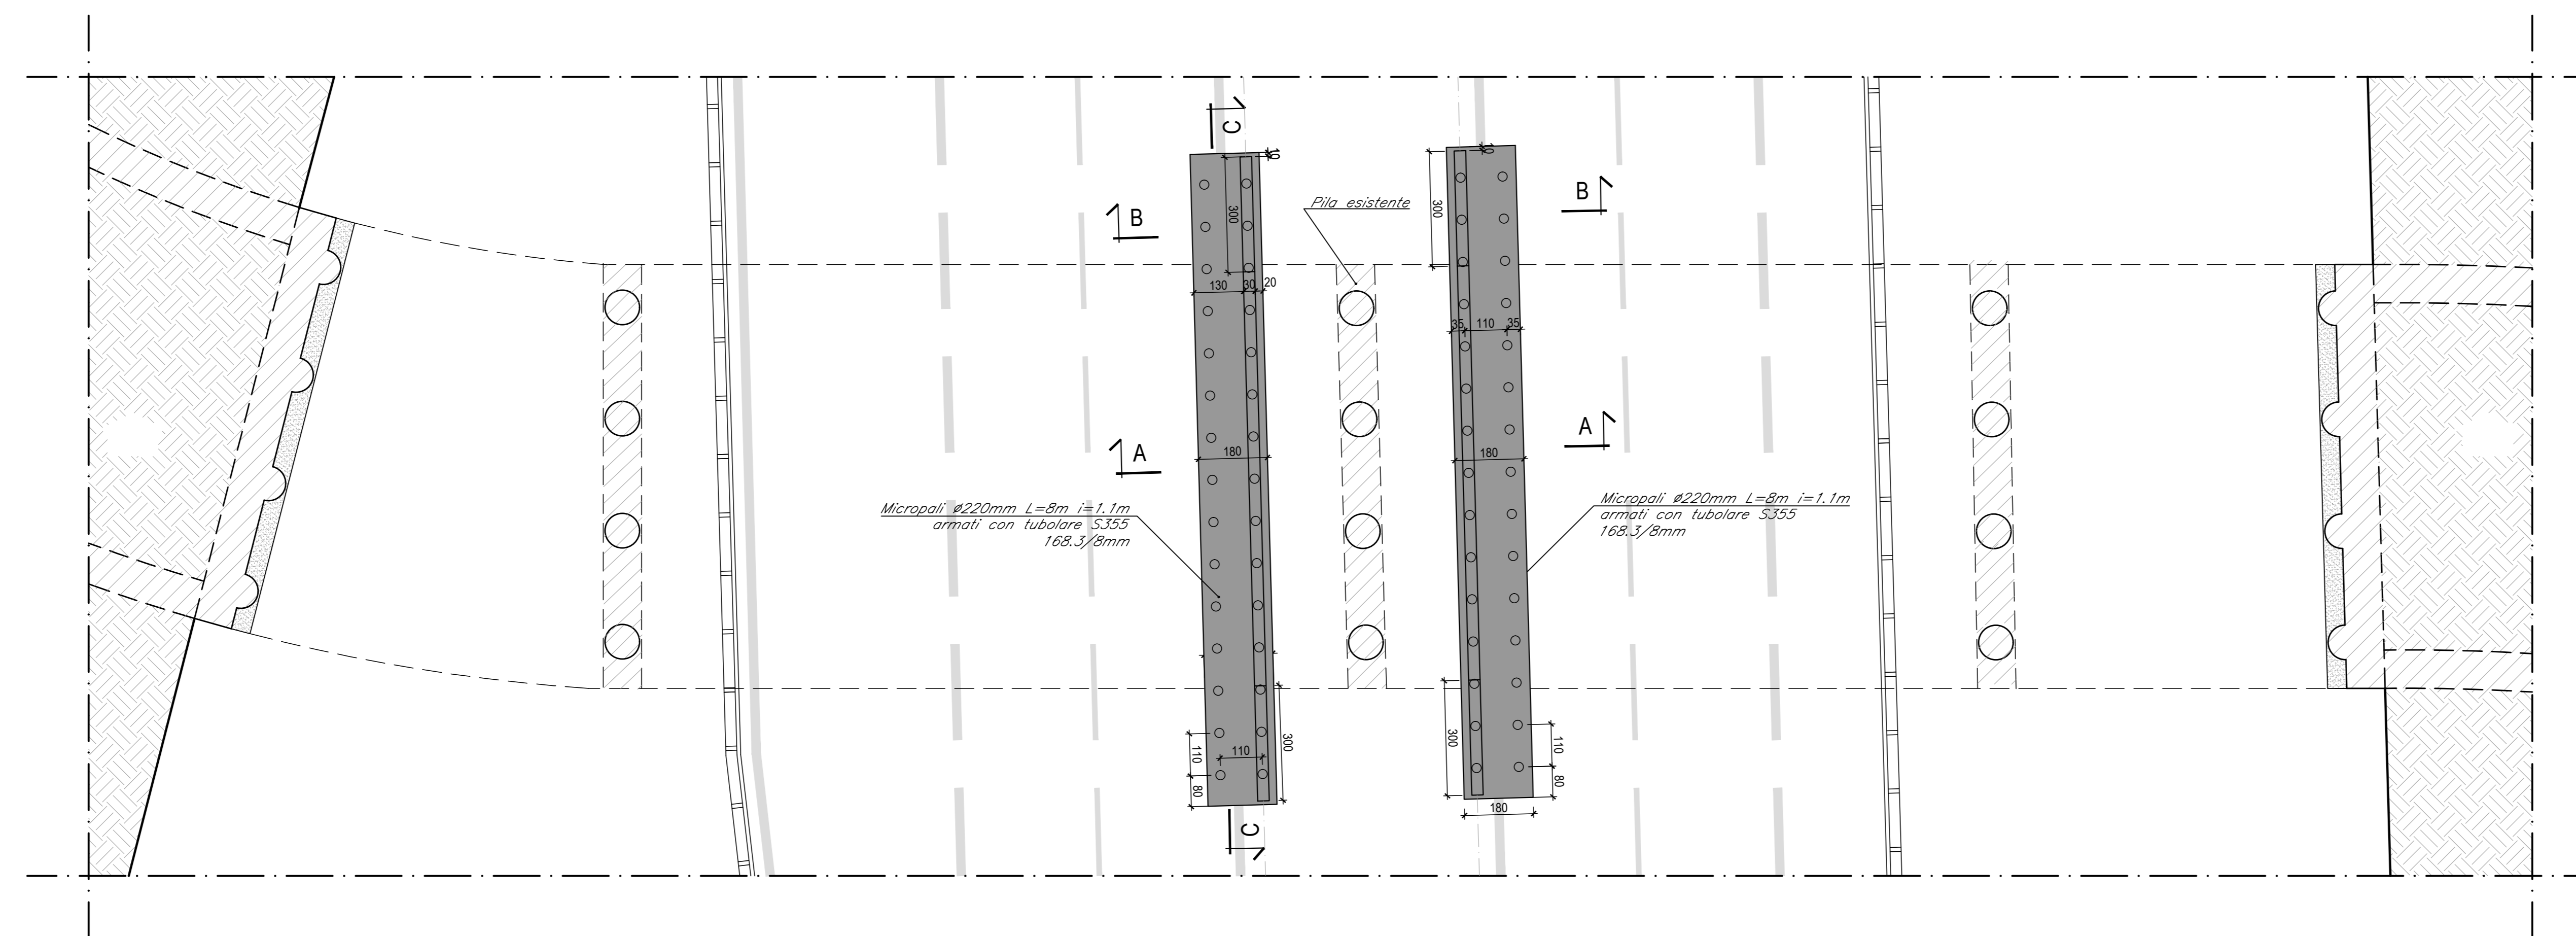 C
10
10
B
B
300
300
Pila esistente
130
30
20
35
110
35
A
A
180
180
Micropali ø220mm L=8m i=1.1m
armati con tubolare S355
168.3/8mm
Micropali ø220mm L=8m i=1.1m
armati con tubolare S355
168.3/8mm
110
80
110
300
300
110
80
180
C